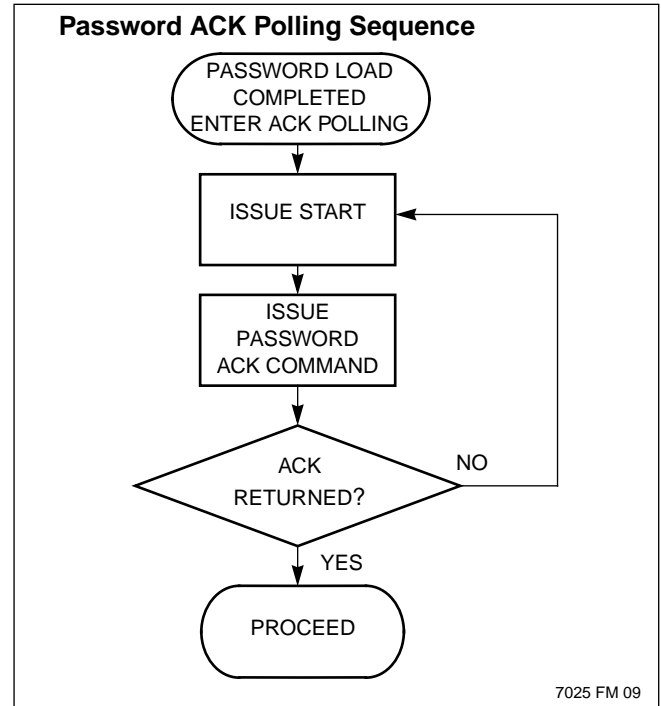 Password ACK Polling Sequence
PASSWORD LOAD
COMPLETED
ENTER ACK POLLING
ISSUE START
ISSUE
PASSWORD
ACK COMMAND
ACK
RETURNED?
NO
YES
PROCEED
7025 FM 09